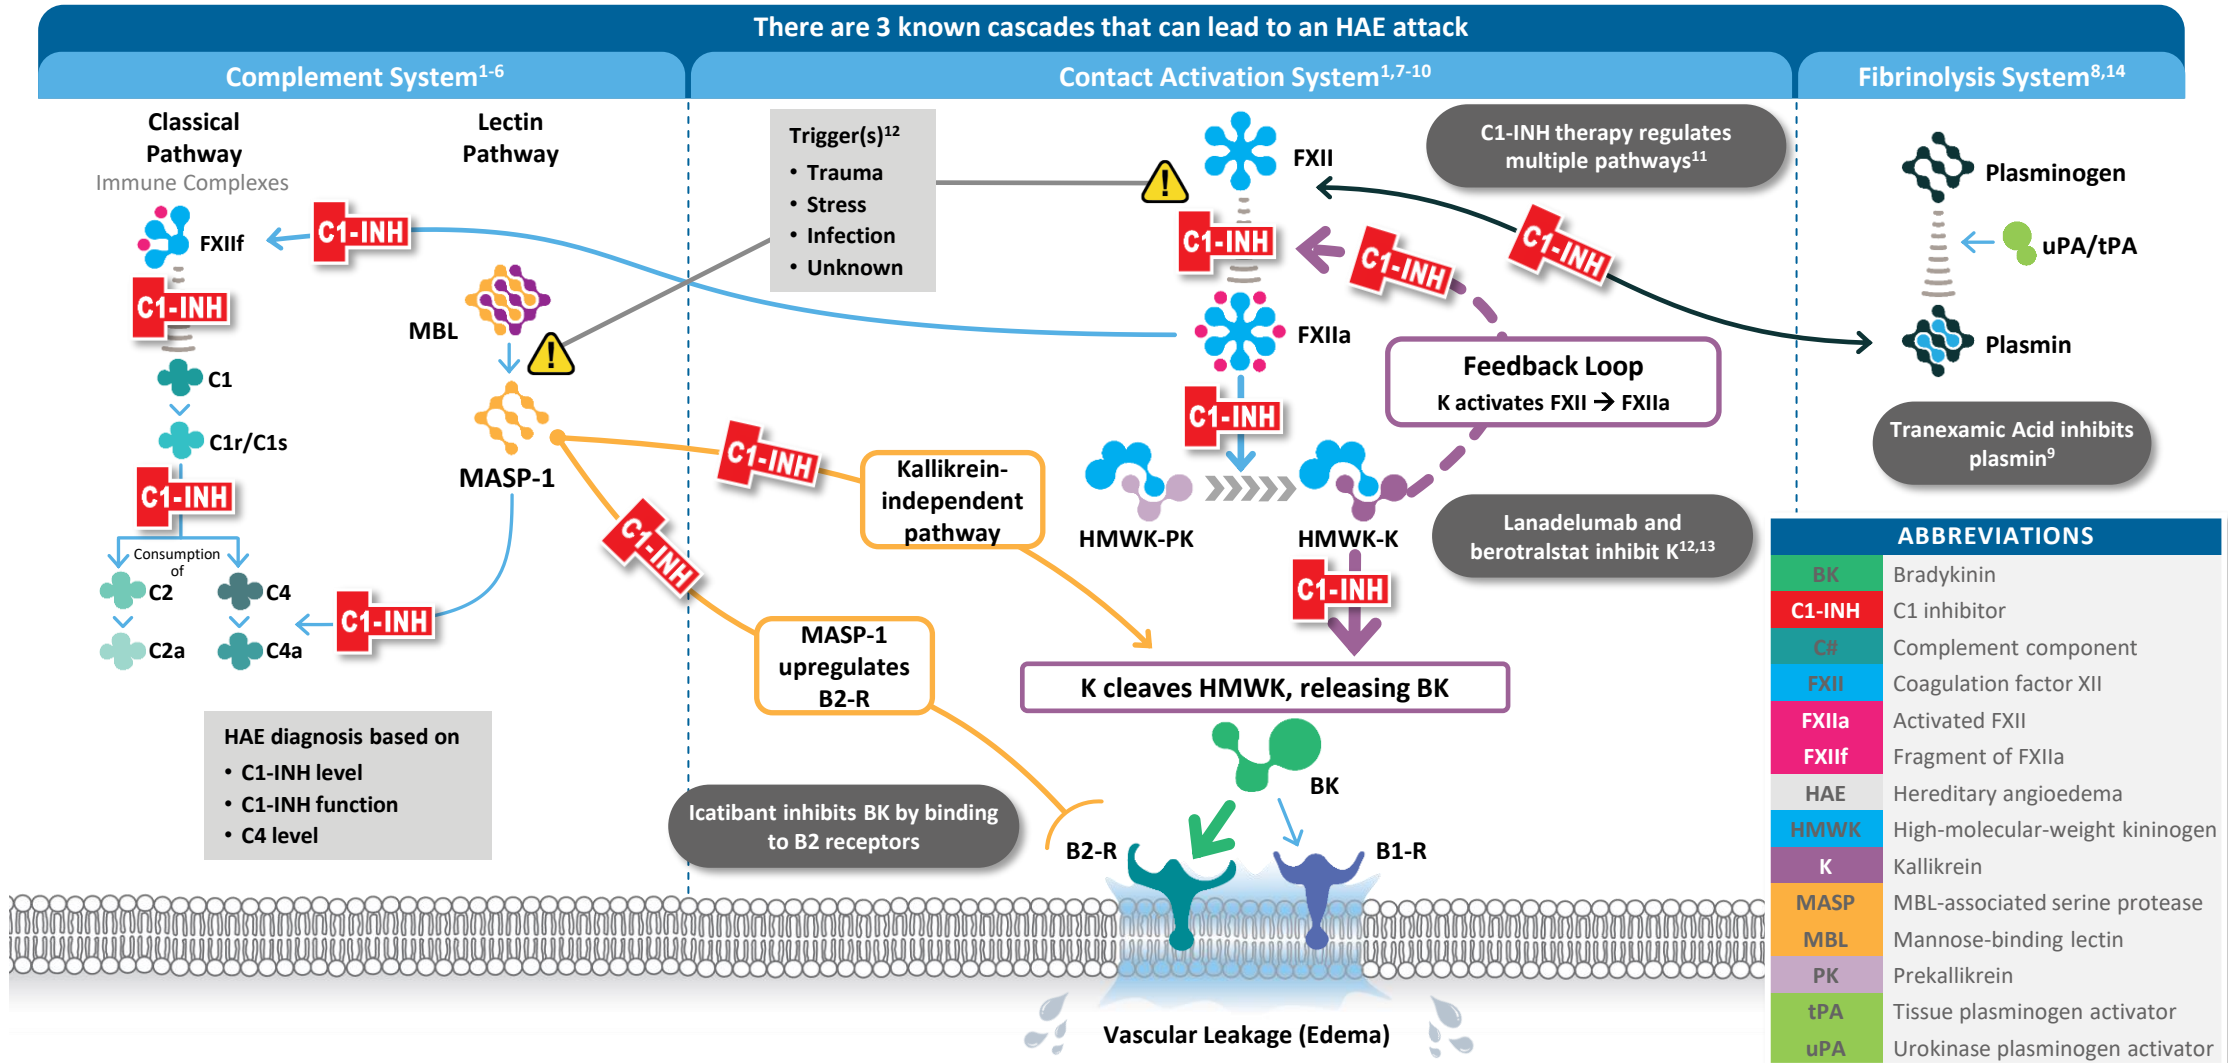 There are 3 known cascades that can lead to an HAE attack
Complement System1-6
Contact Activation System1,7-10
Fibrinolysis System8,14
Classical
Pathway
Immune Complexes
Lectin
Pathway
FXIIf
C1-INH
C1-INH
C1
C1r/C1s
C1-INH
Consumption
of
C2
C4
C2a
C4a
C1-INH
MBL
MASP-1
HAE diagnosis based on
• C1-INH level
• C1-INH function
• C4 level
Trigger(s)12
• Trauma
• Stress
• Infection
• Unknown
!
!
FXII
C1-INH
C1-INH
FXIIa
C1-INH
C1-INH therapy regulates
multiple pathways11
C1-INH
Feedback Loop
K activates FXII → FXIIa
C1-INH
Kallikrein-
independent
pathway
C1-INH
MASP-1
upregulates
B2-R
HMWK-PK
HMWK-K
Lanadelumab and
berotralstat inhibit K12,13
C1-INH
K cleaves HMWK, releasing BK
BK
Icatibant inhibits BK by binding
to B2 receptors
B2-R
B1-R
Vascular Leakage (Edema)
Plasminogen
uPA/tPA
Plasmin
Tranexamic Acid inhibits
plasmin9
ABBREVIATIONS
BK Bradykinin
C1-INH C1 inhibitor
C# Complement component
FXII Coagulation factor XII
FXIIa Activated FXII
FXIIf Fragment of FXIIa
HAE Hereditary angioedema
HMWK High-molecular-weight kininogen
K Kallikrein
MASP MBL-associated serine protease
MBL Mannose-binding lectin
PK Prekallikrein
tPA Tissue plasminogen activator
uPA Urokinase plasminogen activator